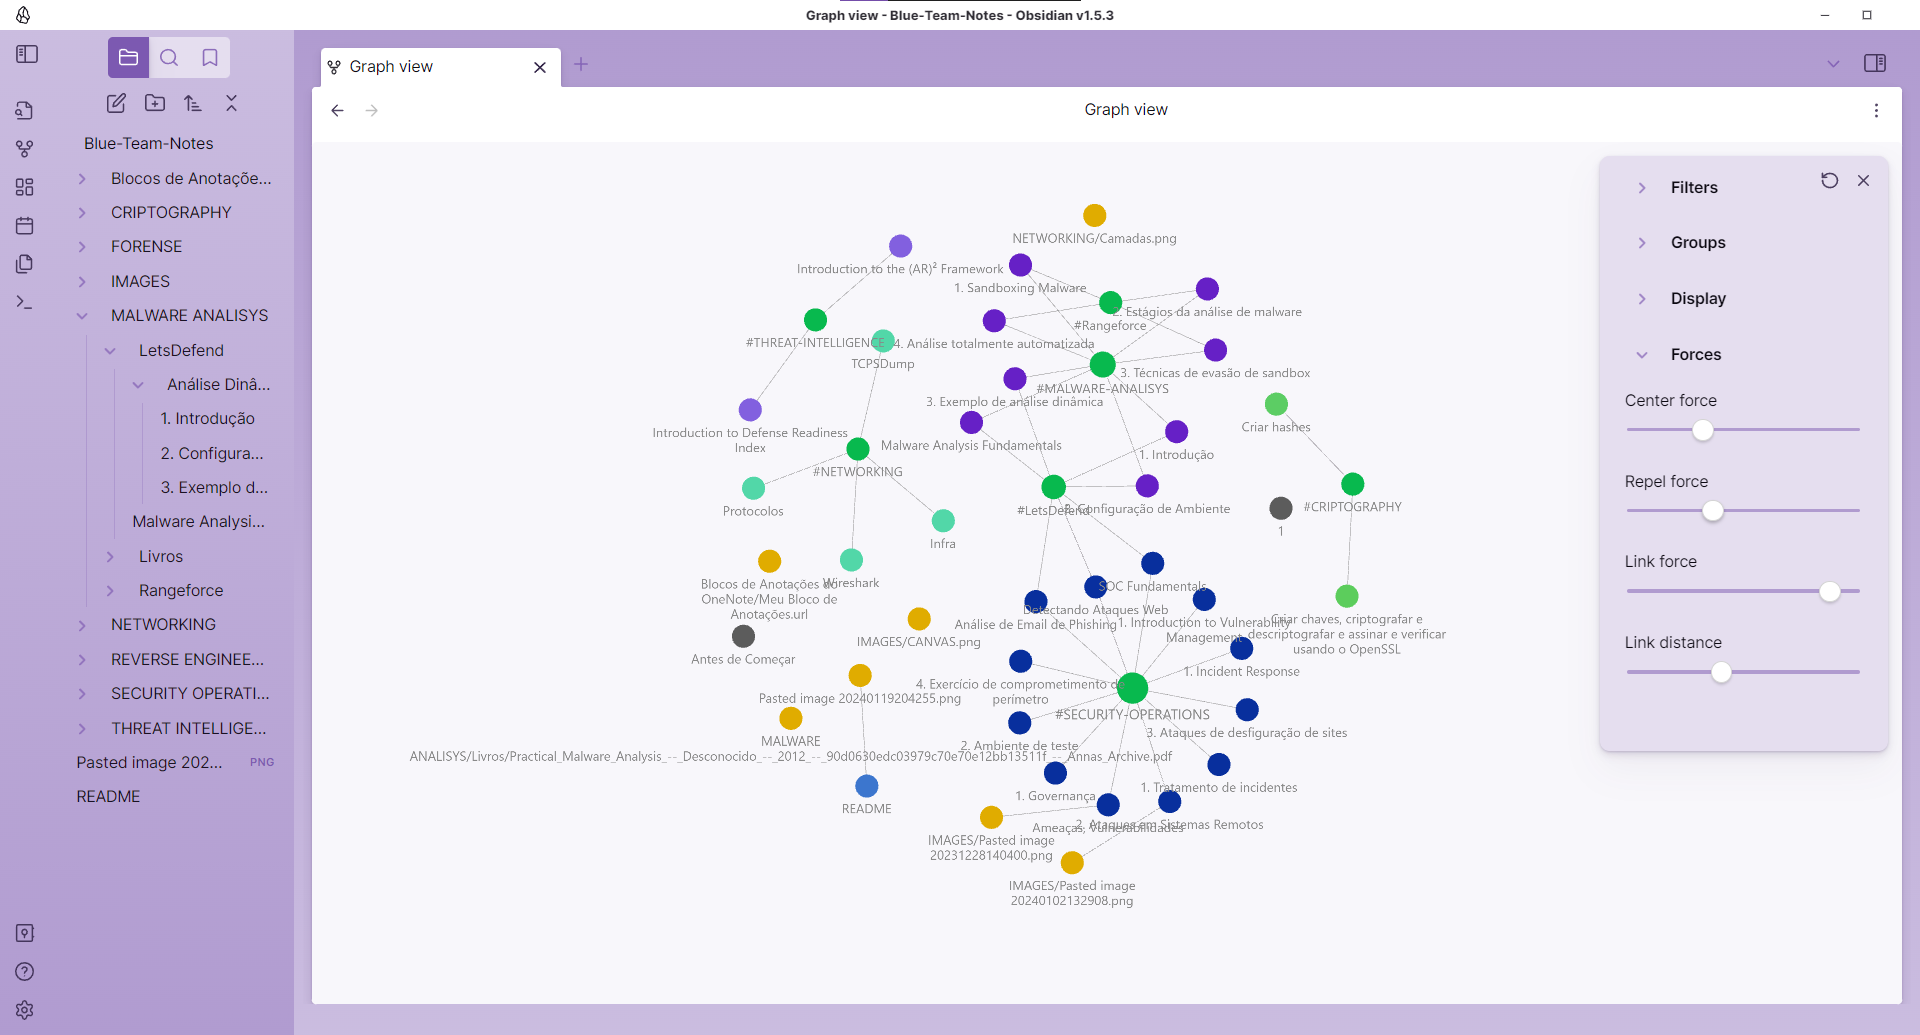 Graph view - Blue-Team-Notes - Obsidian v1.5.3
Graph view
Graph view
Blue-Team-Notes
Blocos de Anotaçõe...
CRIPTOGRAPHY
FORENSE
IMAGES
MALWARE ANALISYS
LetsDefend
Análise Dinâ...
1. Introdução
2. Configura...
3. Exemplo d...
Malware Analysi...
Livros
Rangeforce
NETWORKING
REVERSE ENGINEE...
SECURITY OPERATI...
THREAT INTELLIGE...
Pasted image 202... PNG
README
NETWORKING/Camadas.png
Introduction to the (AR)² Framework
1. Sandboxing Malware
2. Estágios da análise de malware
#Rangeforce
#THREAT-INTELLIGENCE
4. Análise totalmente automatizada
TCPSDump
3. Técnicas de evasão de sandbox
#MALWARE-ANALISYS
3. Exemplo de análise dinâmica
Criar hashes
Introduction to Defense Readiness
Index
Malware Analysis Fundamentals
1. Introdução
#NETWORKING
Protocolos
#LetsDefend
2. Configuração de Ambiente
#CRIPTOGRAPHY
1
Infra
Blocos de Anotações do
OneNote/Meu Bloco de
Anotações.url
Wireshark
SOC Fundamentals
Detectando Ataques Web
Análise de Email de Phishing
1. Introduction to Vulnerability
Management
Criar chaves, criptografar e
descriptografar e assinar e verificar
usando o OpenSSL
IMAGES/CANVAS.png
Antes de Começar
1. Incident Response
4. Exercício de comprometimento de
perímetro
Pasted image 20240119204255.png
#SECURITY-OPERATIONS
3. Ataques de desfiguração de sites
MALWARE
ANALISYS/Livros/Practical_Malware_Analysis_--_Desconocido_--_2012_--_90d0630edc03979c70e70e12bb13511f_--_Annas_Archive.pdf
2. Ambiente de teste
1. Governança
1. Tratamento de incidentes
README
Ameaças, Vulnerabilidades
2. Ataques em Sistemas Remotos
IMAGES/Pasted image
20231228140400.png
IMAGES/Pasted image
20240102132908.png
Filters
Groups
Display
Forces
Center force
Repel force
Link force
Link distance